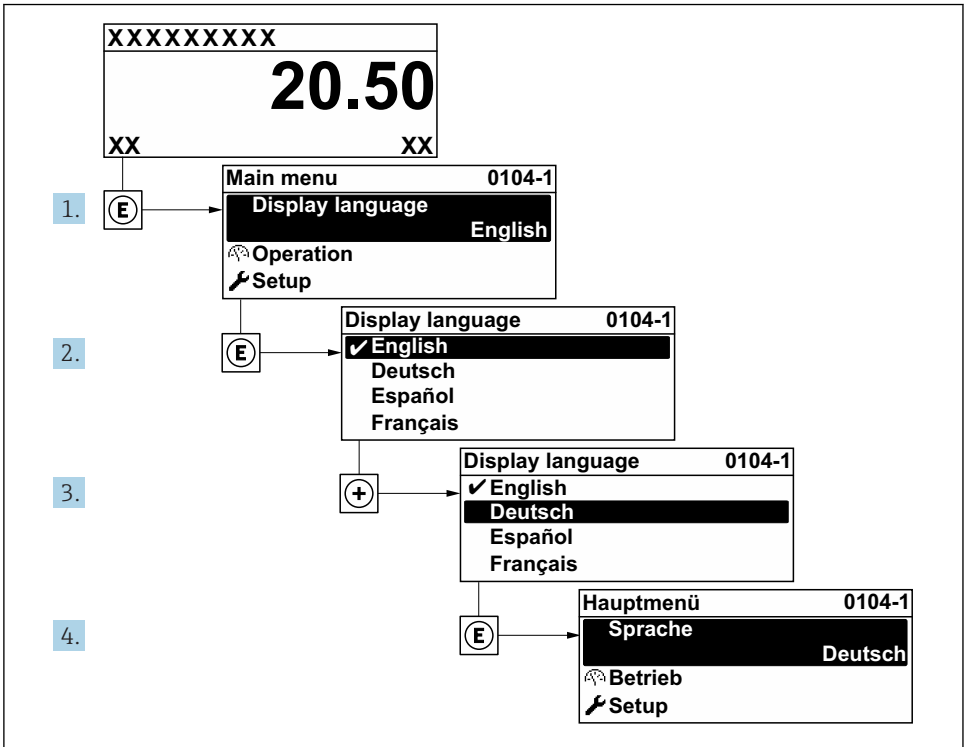 XXXXXXXXX
20.50
XX XX
1.
E
Main menu 0104-1
Display language
English
Operation
Setup
2.
E
Display language 0104-1
✔English
Deutsch
Español
Français
3.
+
Display language 0104-1
✔English
Deutsch
Español
Français
4.
E
Hauptmenü 0104-1
Sprache
Deutsch
Betrieb
Setup